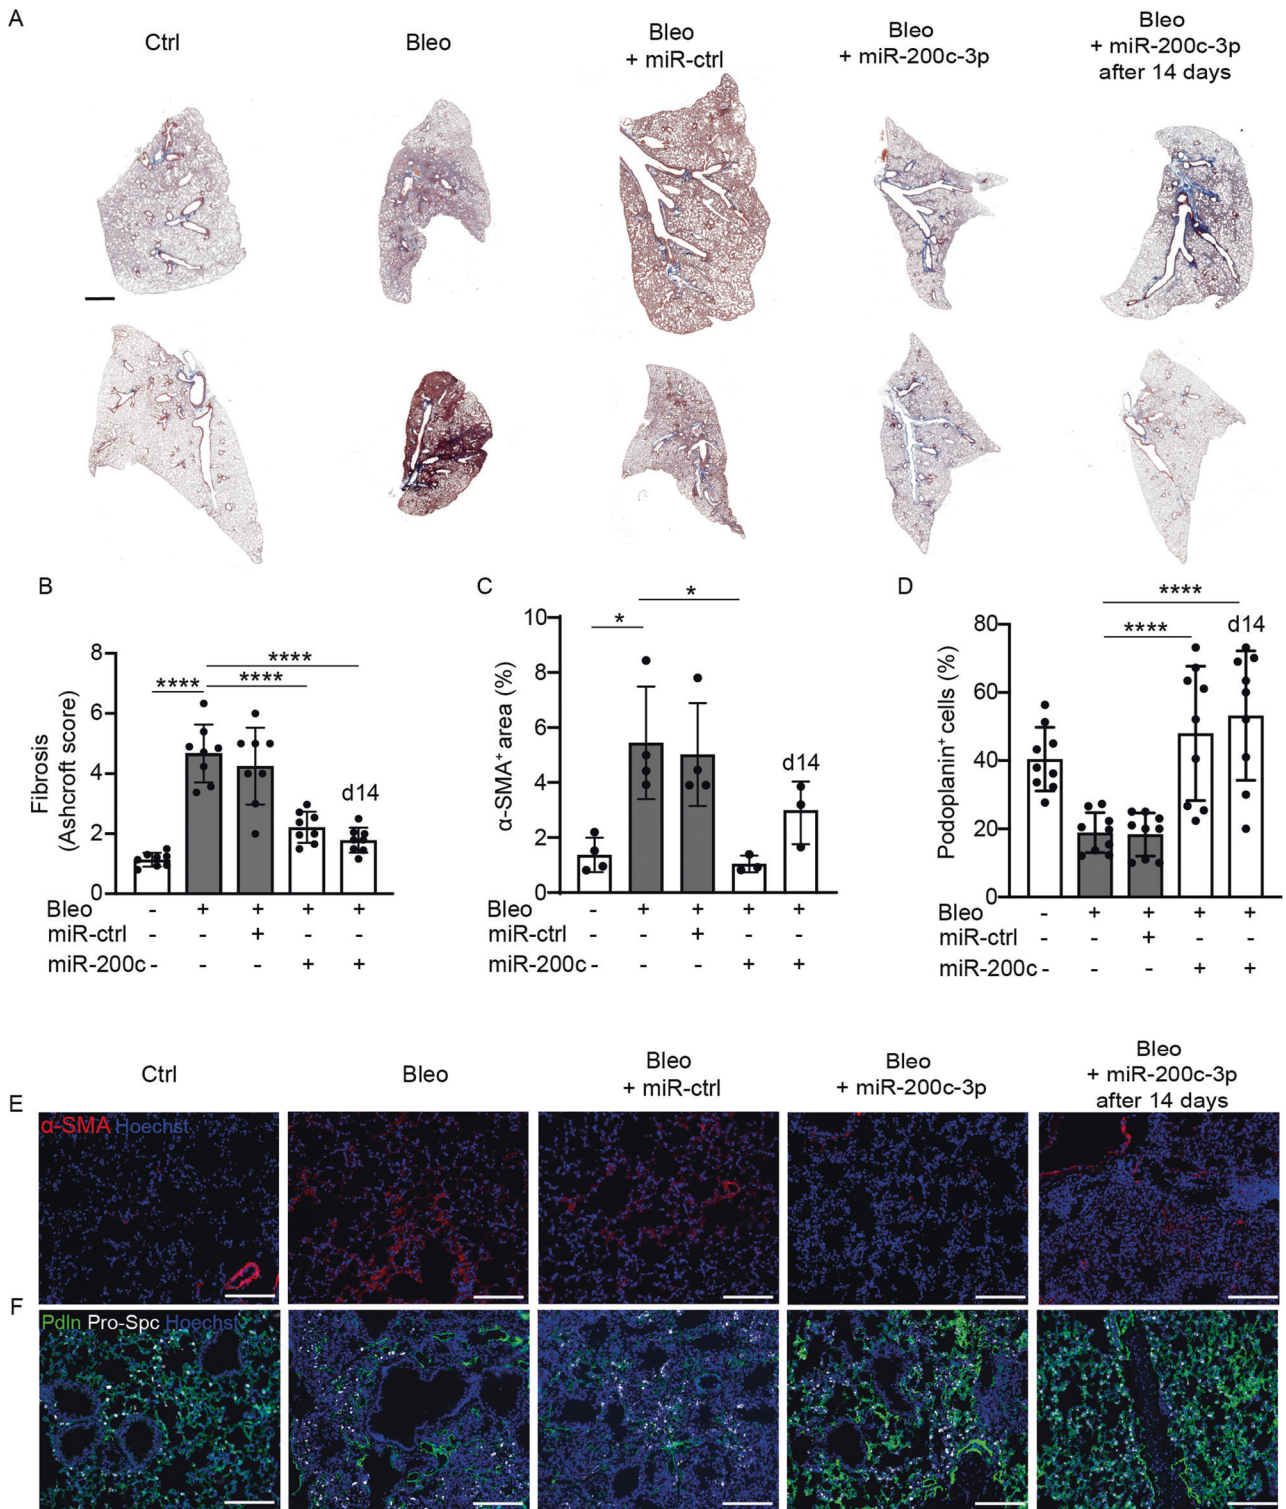 A
Ctrl
Bleo
Bleo
+ miR-ctrl
Bleo
+ miR-200c-3p
Bleo
+ miR-200c-3p
after 14 days
B
Fibrosis
(Ashcroft score)
8
6
4
2
0
****
****
****
d14
Bleo - + + + +
miR-ctrl - - + - -
miR-200c - - - + +
C
α-SMA⁺ area (%)
10
8
6
4
2
0
*
*
d14
Bleo - + + + +
miR-ctrl - - + - -
miR-200c - - - + +
D
Podoplanin⁺ cells (%)
80
60
40
20
0
****
****
d14
Bleo - + + + +
miR-ctrl - - + - -
miR-200c - - - + +
Ctrl
Bleo
Bleo
+ miR-ctrl
Bleo
+ miR-200c-3p
Bleo
+ miR-200c-3p
after 14 days
E
α-SMA Hoechst
F
Pdln Pro-Spc Hoechst